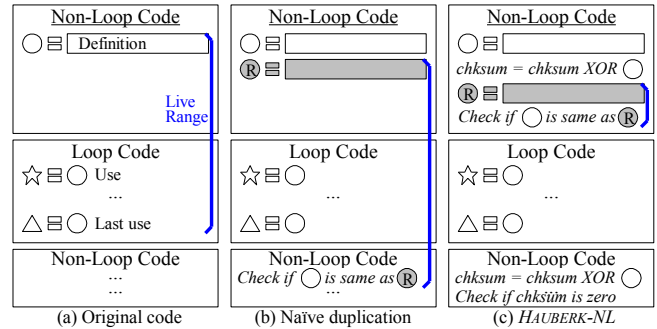 Non-Loop Code
= Definition
Live
Range
Loop Code
= Use
...
= Last use
Non-Loop Code
...
...
(a) Original code
Non-Loop Code
=
R =
Loop Code
=
...
=
Non-Loop Code
Check if is same as R
...
(b) Naïve duplication
Non-Loop Code
=
chksum = chksum XOR
R =
Check if is same as R
Loop Code
=
...
=
Non-Loop Code
chksum = chksum XOR
...
Check if chksum is zero
(c) HAUBERK-NL